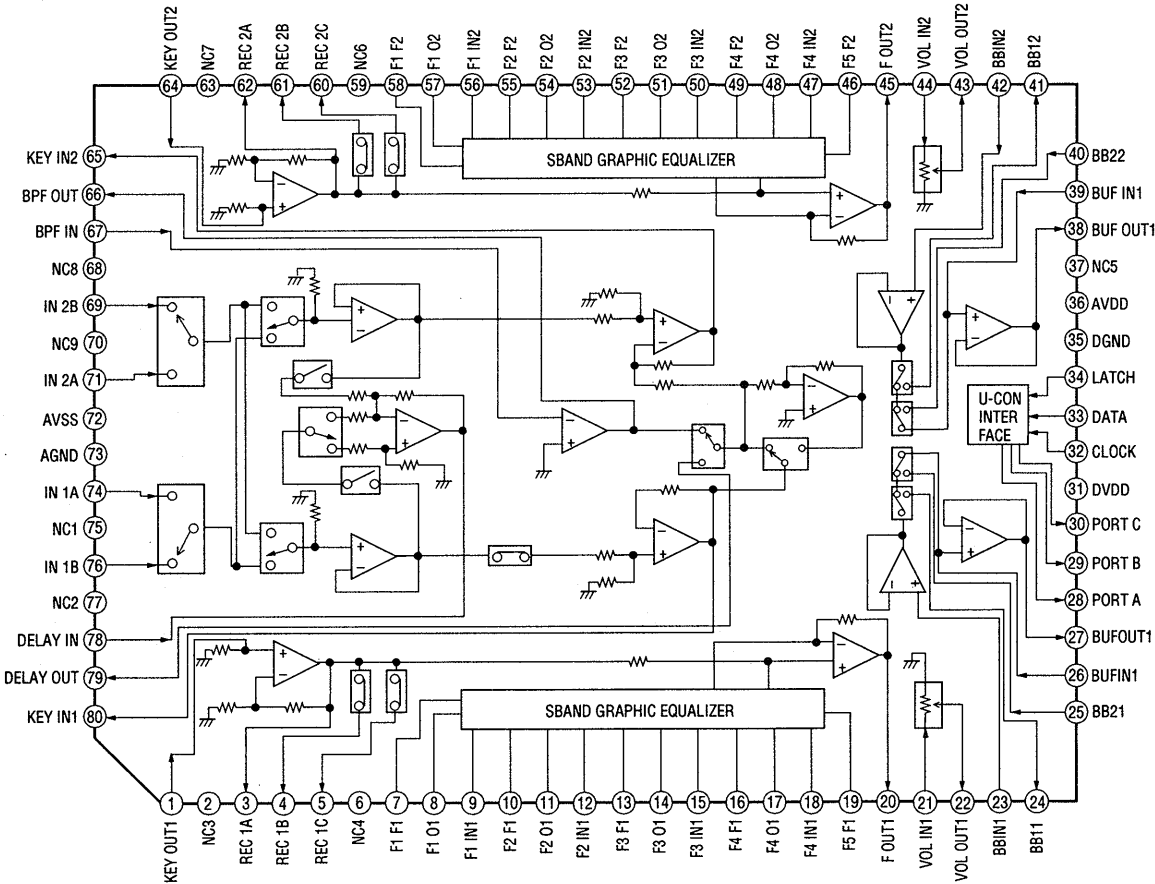 KEY OUT2
NC7
REC 2A
REC 2B
REC 2C
NC6
F1 F2
F1 O2
F1 IN2
F2 F2
F2 O2
F2 IN2
F3 F2
F3 O2
F3 IN2
F4 F2
F4 O2
F4 IN2
F5 F2
F OUT2
VOL IN2
VOL OUT2
BBIN2
BB12
64 63 62 61 60 59 58 57 56 55 54 53 52 51 50 49 48 47 46 45 44 43 42 41
KEY IN2 65
BPF OUT 66
BPF IN 67
NC8 68
IN 2B 69
NC9 70
IN 2A 71
AVSS 72
AGND 73
IN 1A 74
NC1 75
IN 1B 76
NC2 77
DELAY IN 78
DELAY OUT 79
KEY IN1 80
SBAND GRAPHIC EQUALIZER
U-CON
INTER
FACE
SBAND GRAPHIC EQUALIZER
40 BB22
39 BUF IN1
38 BUF OUT1
37 NC5
36 AVDD
35 DGND
34 LATCH
33 DATA
32 CLOCK
31 DVDD
30 PORT C
29 PORT B
28 PORT A
27 BUFOUT1
26 BUFIN1
25 BB21
1 2 3 4 5 6 7 8 9 10 11 12 13 14 15 16 17 18 19 20 21 22 23 24
KEY OUT1
NC3
REC 1A
REC 1B
REC 1C
NC4
F1 F1
F1 O1
F1 IN1
F2 F1
F2 O1
F2 IN1
F3 F1
F3 O1
F3 IN1
F4 F1
F4 O1
F4 IN1
F5 F1
F OUT1
VOL IN1
VOL OUT1
BBIN1
BB11